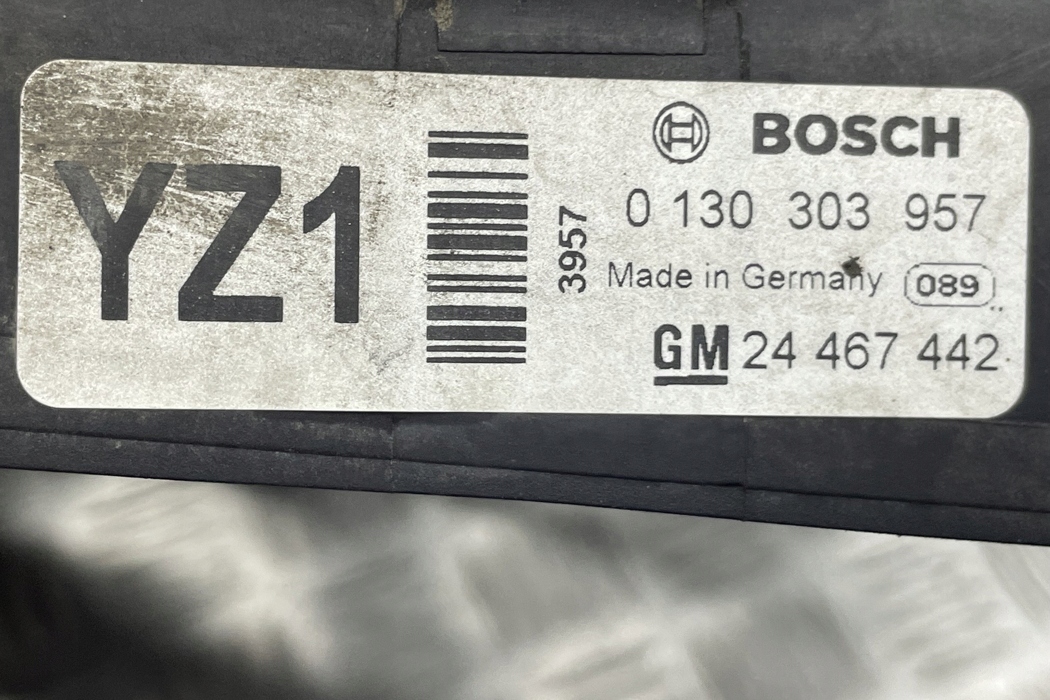 YZ1
3957
BOSCH
0 130 303 957
Made in Germany 089
GM 24 467 442